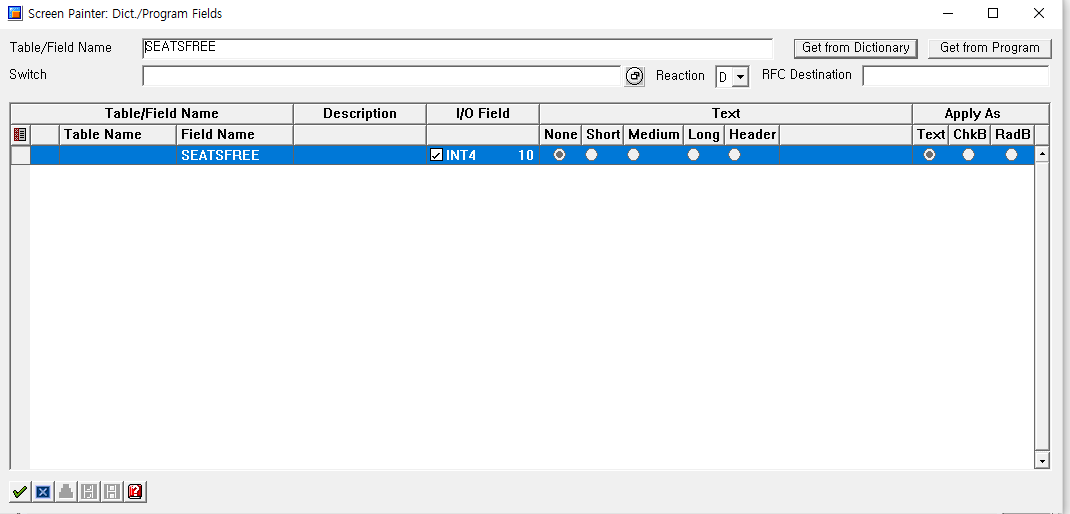 Screen Painter: Dict./Program Fields
Table/Field Name SEATSFREE Get from Dictionary Get from Program
Switch Reaction D RFC Destination
Table/Field Name Description I/O Field Text Apply As
Table Name Field Name None Short Medium Long Header Text ChkB RadB
SEATSFREE INT4 10